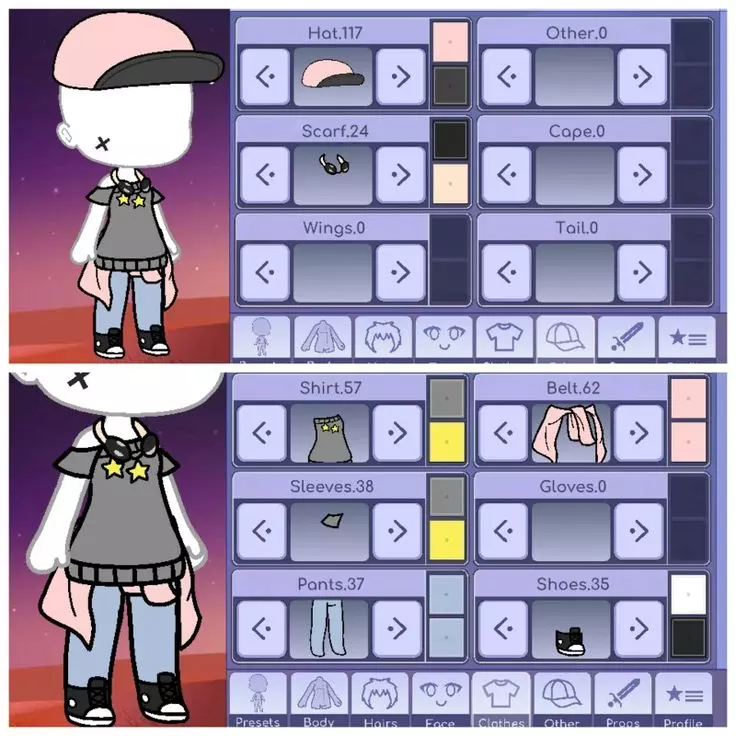 Hat.117
Other.0
Scarf.24
Cape.0
Wings.0
Tail.0
Shirt.57
Belt.62
Sleeves.38
Gloves.0
Pants.37
Shoes.35
Presets
Body
Hairs
Face
Clothes
Other
Props
Profile